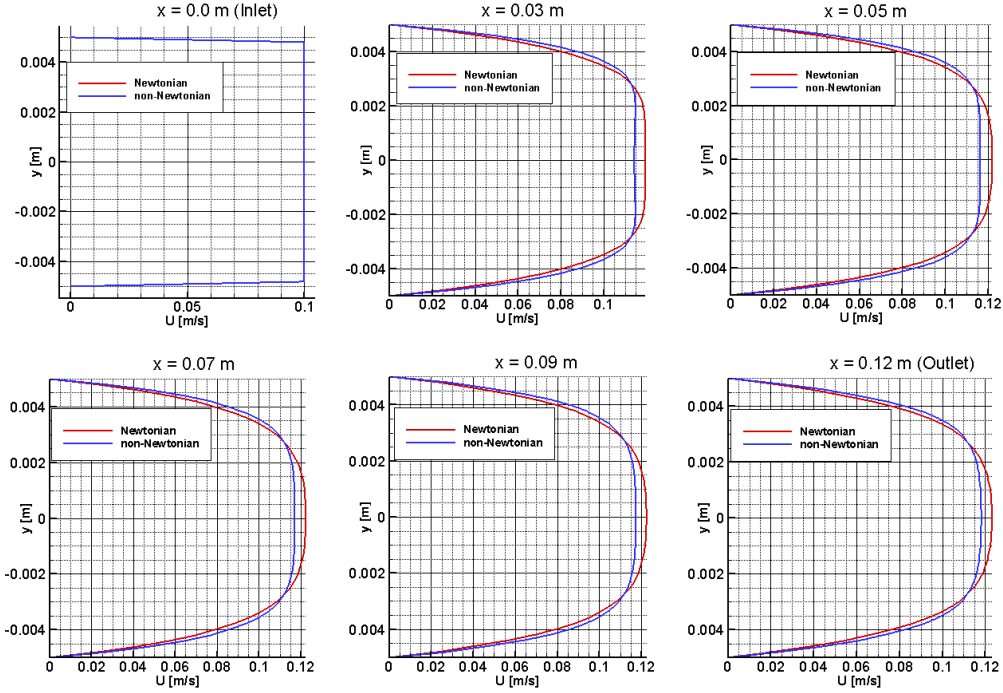 x = 0.0 m (Inlet)
0.004
0.002
0
-0.002
-0.004
y [m]
Newtonian
non-Newtonian
0
0.05
0.1
U [m/s]
x = 0.03 m
0.004
0.002
0
-0.002
-0.004
y [m]
Newtonian
non-Newtonian
0
0.05
0.1
U [m/s]
x = 0.05 m
0.004
0.002
0
-0.002
-0.004
y [m]
Newtonian
non-Newtonian
0
0.02
0.04
0.06
0.08
0.1
0.12
U [m/s]
x = 0.07 m
0.004
0.002
0
-0.002
-0.004
y [m]
Newtonian
non-Newtonian
0
0.02
0.04
0.06
0.08
0.1
0.12
U [m/s]
x = 0.09 m
0.004
0.002
0
-0.002
-0.004
y [m]
Newtonian
non-Newtonian
0
0.02
0.04
0.06
0.08
0.1
0.12
U [m/s]
x = 0.12 m (Outlet)
0.004
0.002
0
-0.002
-0.004
y [m]
Newtonian
non-Newtonian
0
0.02
0.04
0.06
0.08
0.1
0.12
U [m/s]